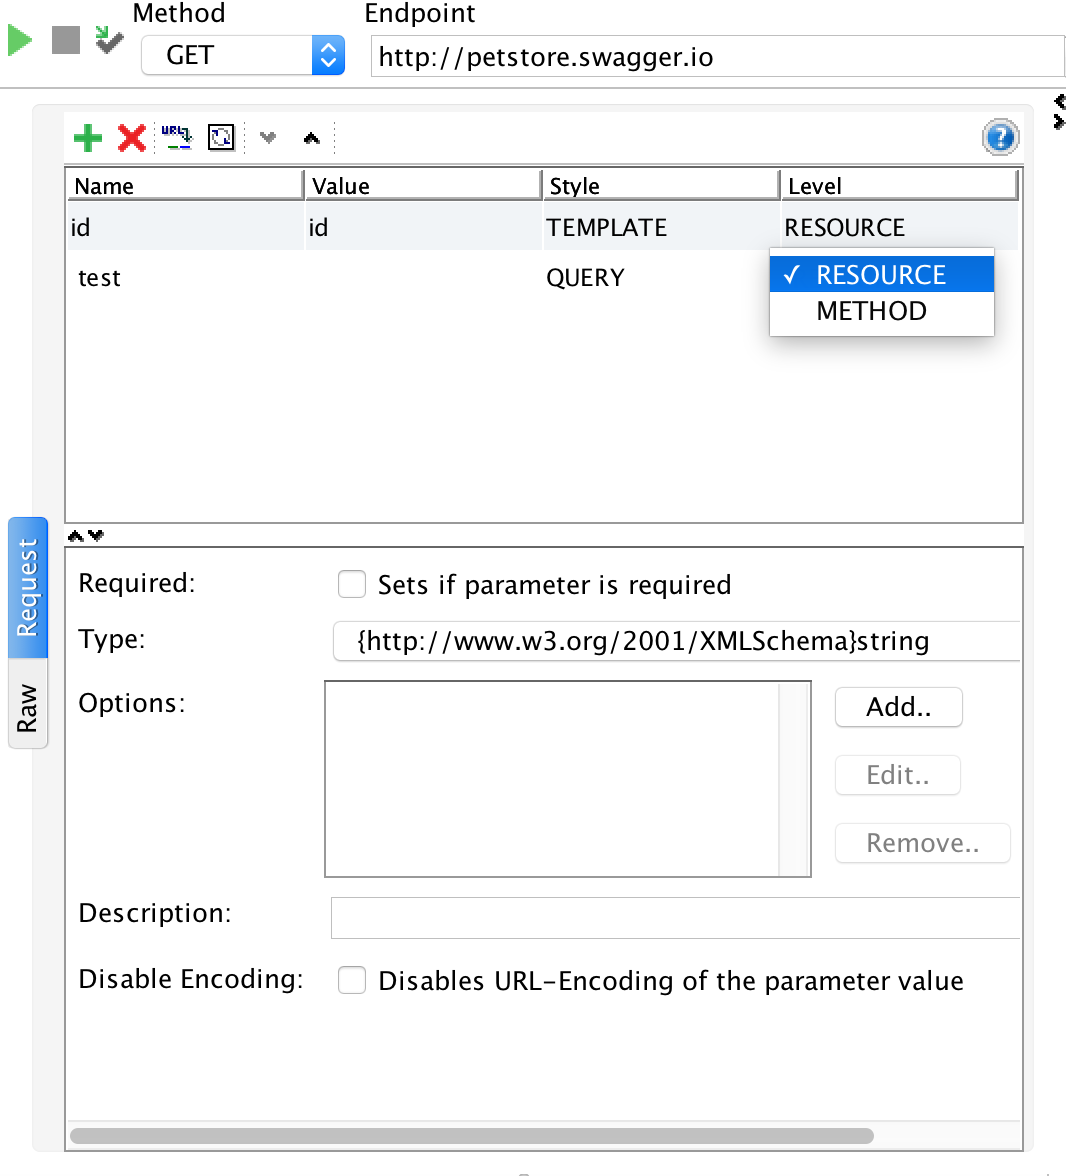 Method Endpoint
GET http://petstore.swagger.io
URL
Name Value Style Level
id id TEMPLATE RESOURCE
test QUERY ✓ RESOURCE
METHOD
Request
Raw
Required: Sets if parameter is required
Type: {http://www.w3.org/2001/XMLSchema}string
Options: Add..
Edit..
Remove..
Description:
Disable Encoding: Disables URL-Encoding of the parameter value